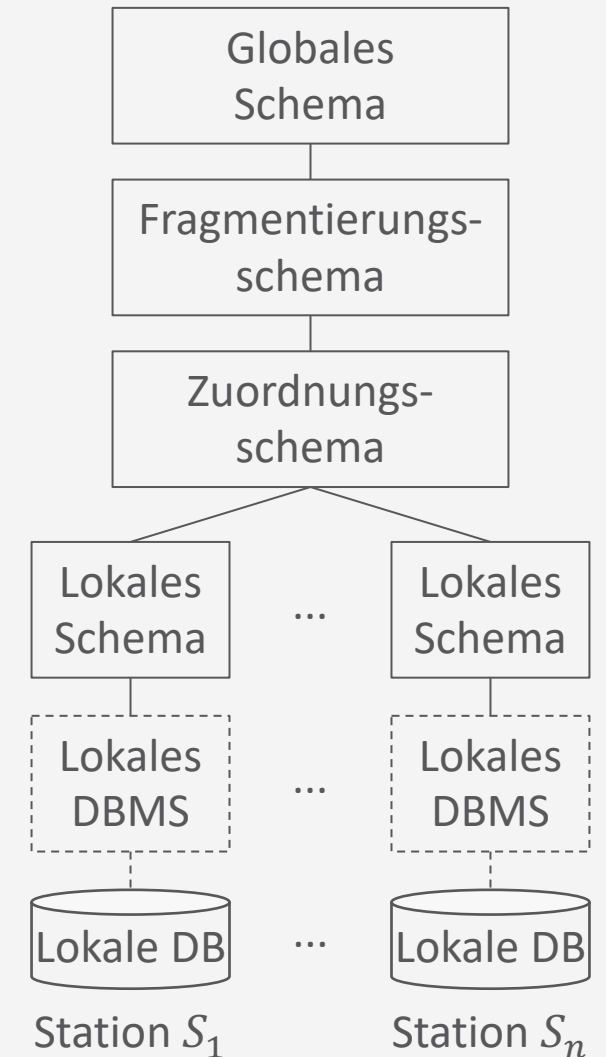 Globales
Schema
Fragmentierungs-
schema
Zuordnungs-
schema
Lokales
Schema
...
Lokales
Schema
Lokales
DBMS
...
Lokales
DBMS
Lokale DB
...
Lokale DB
Station S₁
Station Sₙ